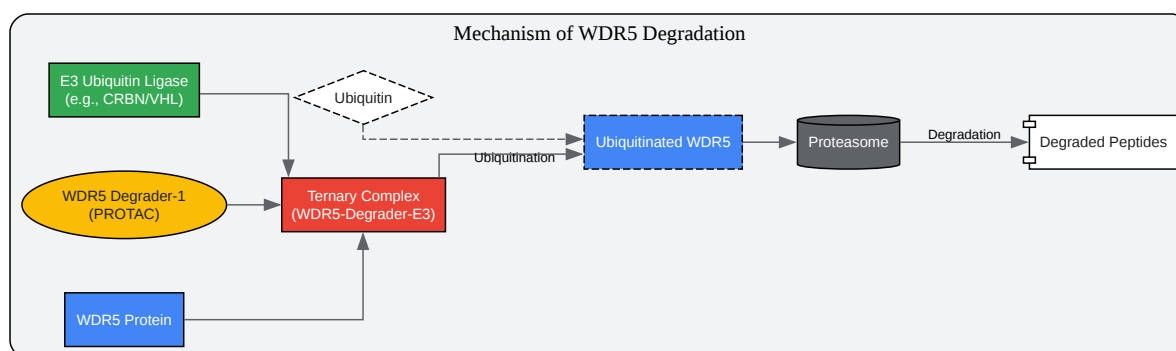 Mechanism of WDR5 Degradation
E3 Ubiquitin Ligase
(e.g., CRBN/VHL)
Ubiquitin
Ubiquitinated WDR5
Proteasome
Degradation
Degraded Peptides
Ubiquitination
WDR5 Degrader-1
(PROTAC)
Ternary Complex
(WDR5-Degrader-E3)
WDR5 Protein